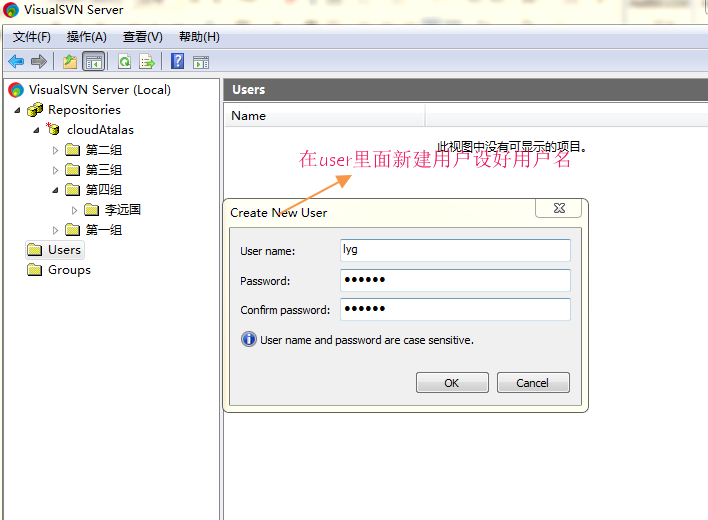 VisualSVN Server
文件(F) 操作(A) 查看(V) 帮助(H)
VisualSVN Server (Local)
Repositories
cloudAtalas
第二组
第三组
第四组
李远国
第一组
Users
Groups
Users
Name
此视图中没有可显示的项目。
在user里面新建用户设好用户名
Create New User
User name: lyg
Password: ●●●●●●
Confirm password: ●●●●●●
User name and password are case sensitive.
OK Cancel